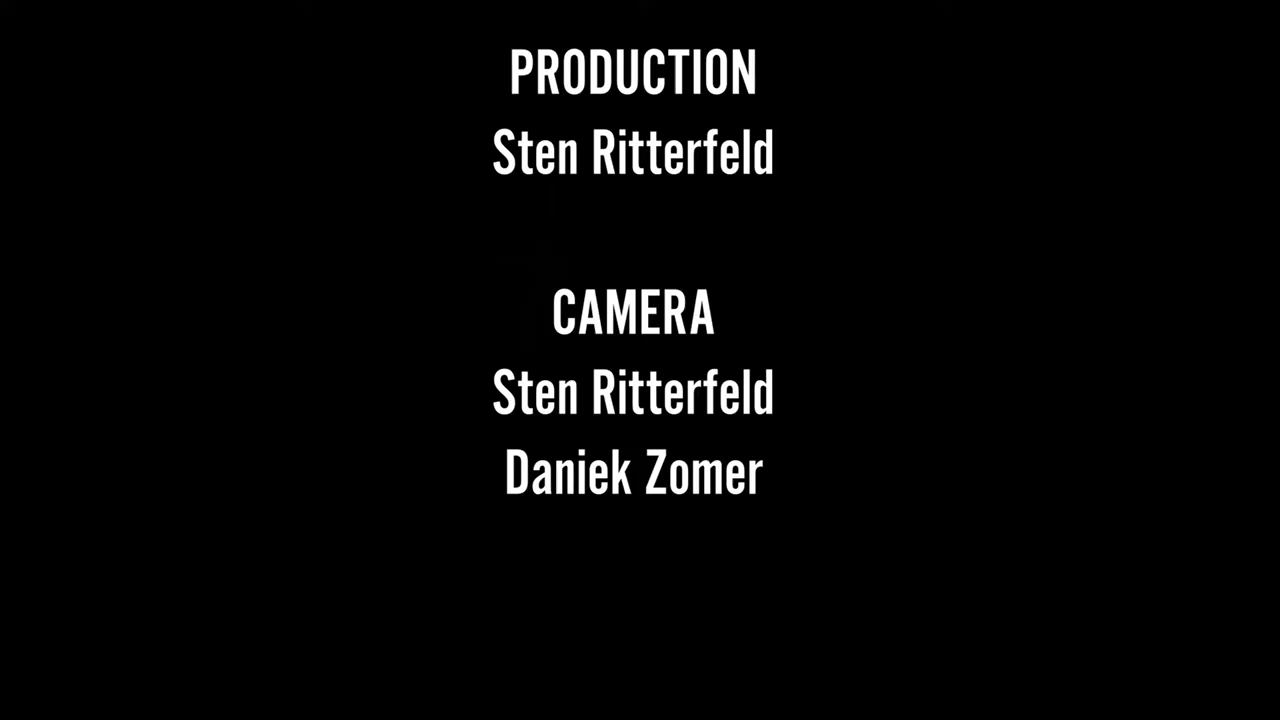 PRODUCTION
Sten Ritterfeld
CAMERA
Sten Ritterfeld
Daniek Zomer